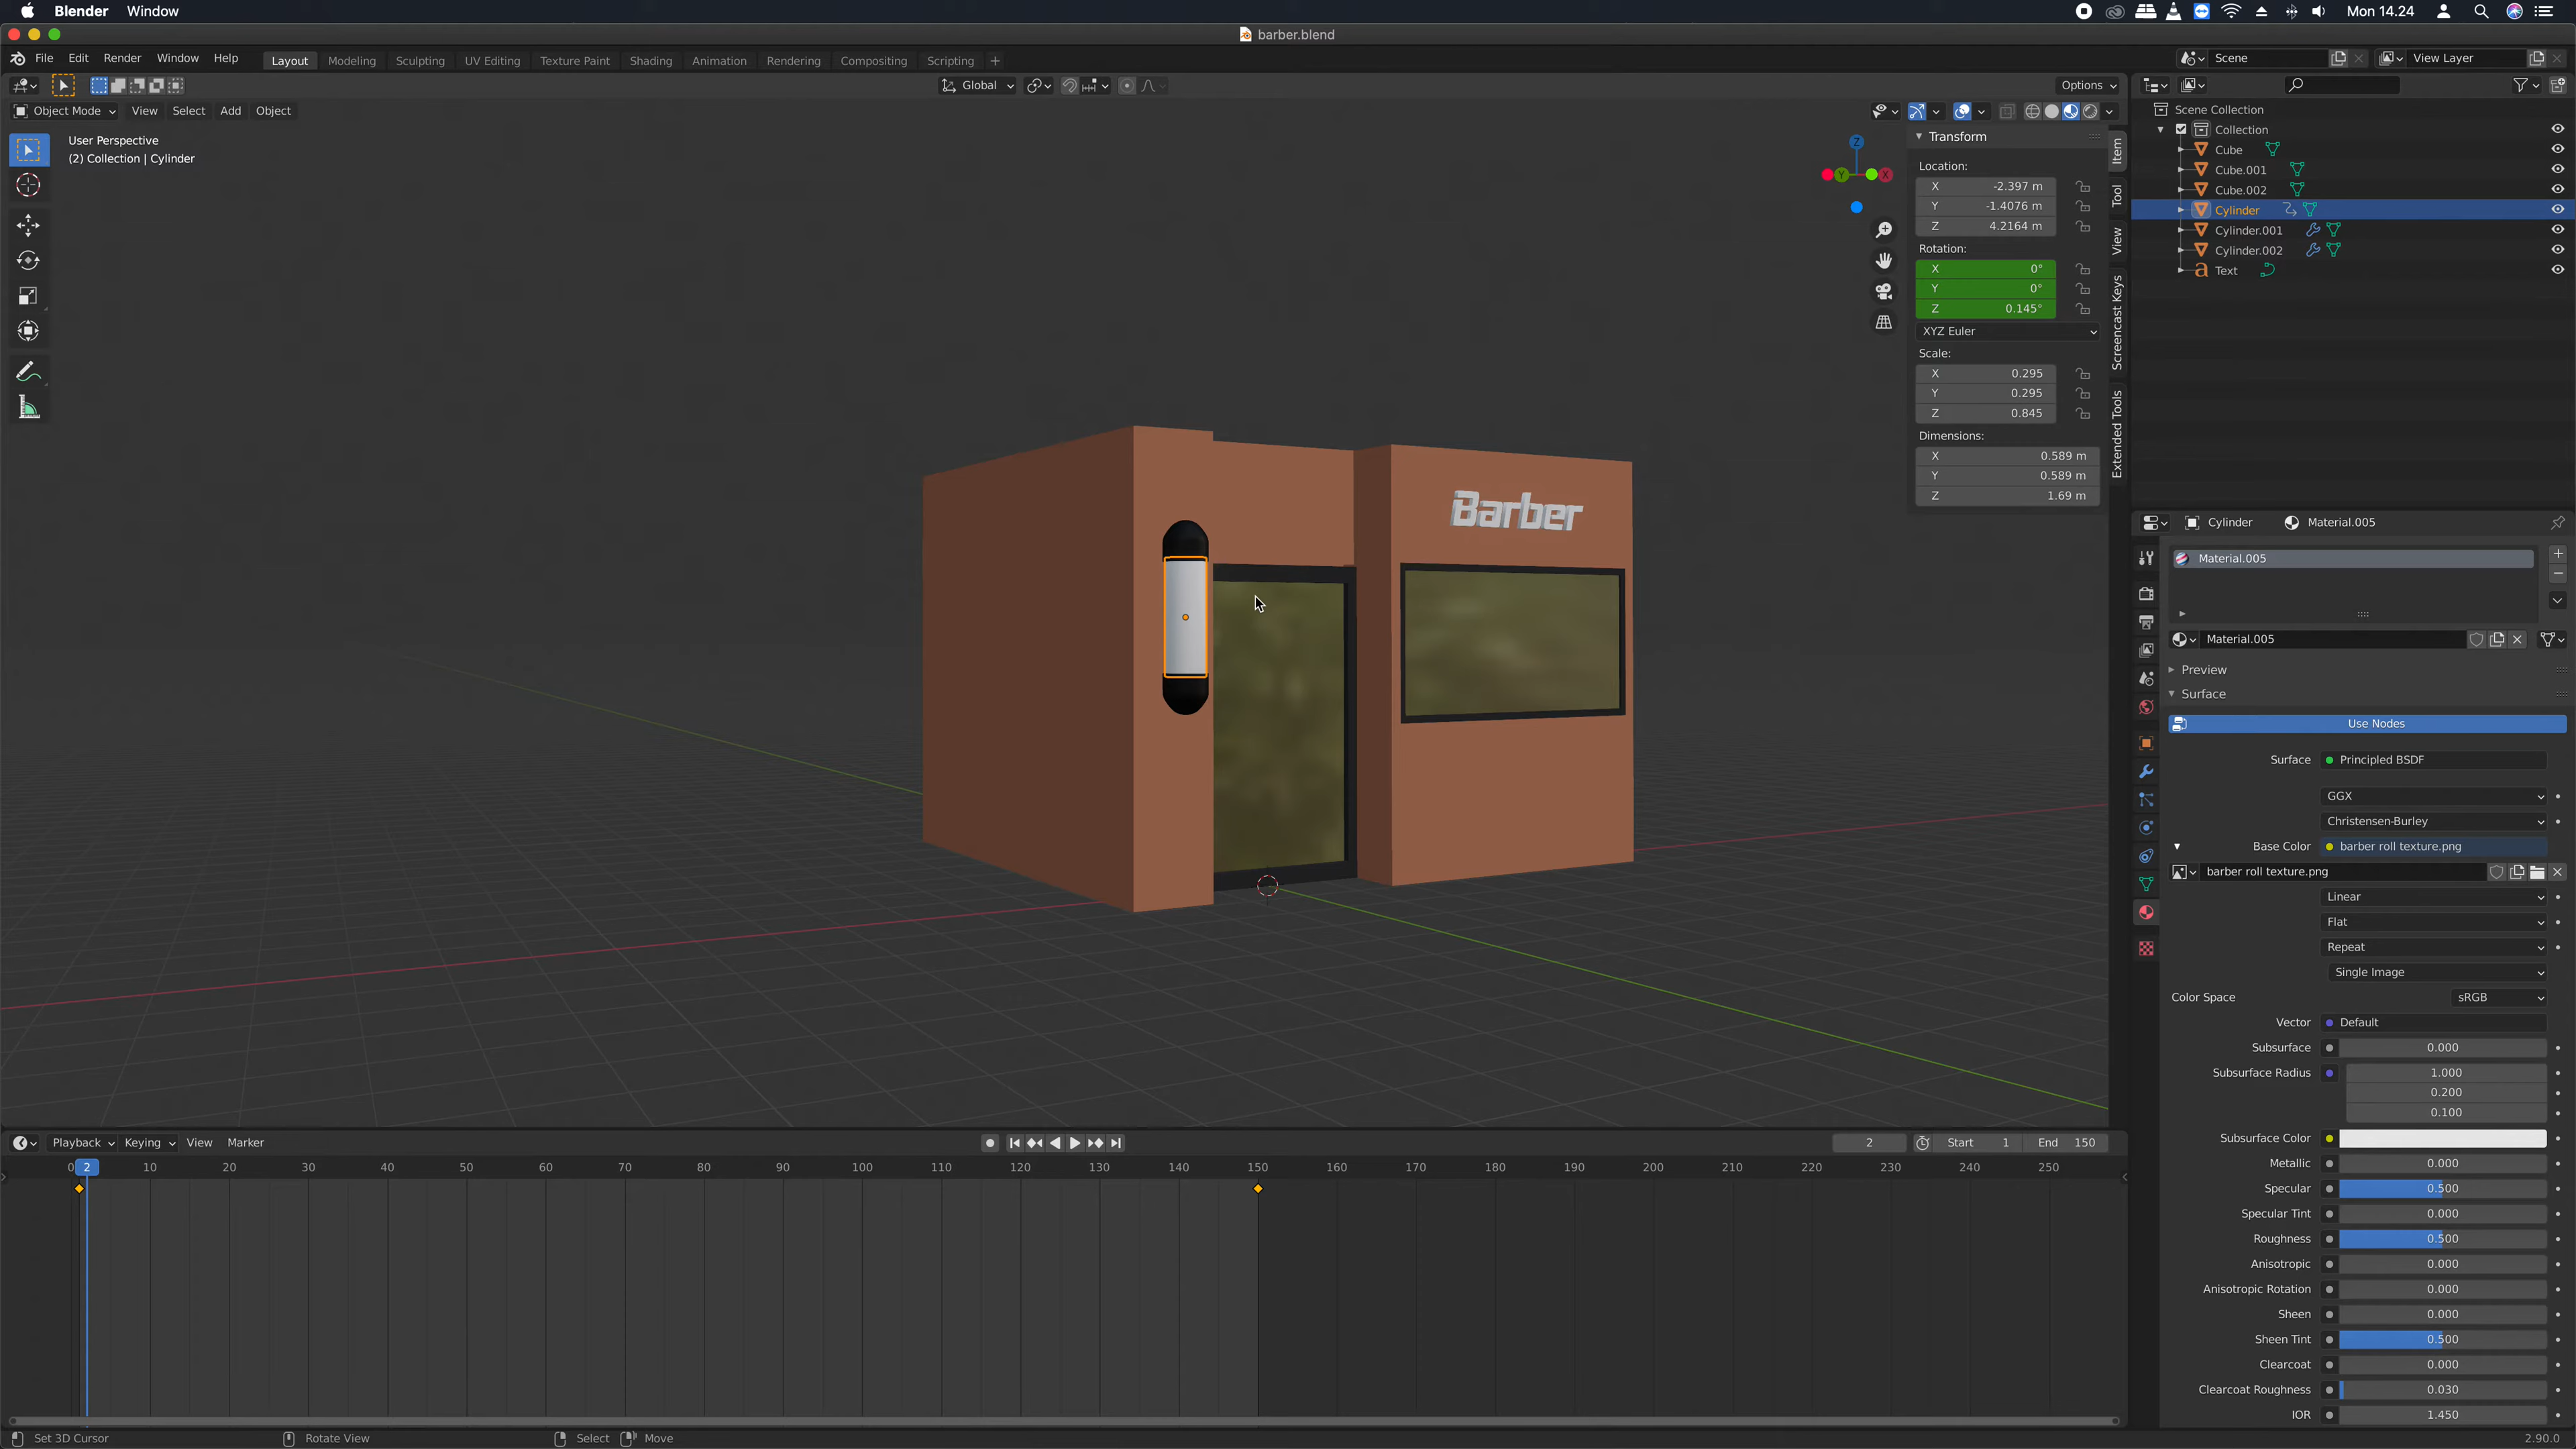 Blender Window Mon 14.24
barber.blend
File Edit Render Window Help Layout Modeling Sculpting UV Editing Texture Paint Shading Animation Rendering Compositing Scripting + Scene View Layer
Global Options
Object Mode View Select Add Object
User Perspective
(2) Collection | Cylinder
Transform
Location:
X -2.397 m
Y -1.4076 m
Z 4.2164 m
Rotation:
X 0°
Y 0°
Z 0.145°
XYZ Euler
Scale:
X 0.295
Y 0.295
Z 0.845
Dimensions:
X 0.589 m
Y 0.589 m
Z 1.69 m
Z
Y
X
Item
Tool
View
Screencast Keys
Extended Tools
Barber
Scene Collection
Collection
Cube
Cube.001
Cube.002
Cylinder
Cylinder.001
Cylinder.002
Text
Cylinder Material.005
Material.005
Material.005
Preview
Surface
Use Nodes
Surface Principled BSDF
GGX
Christensen-Burley
Base Color barber roll texture.png
barber roll texture.png
Linear
Flat
Repeat
Single Image
Color Space sRGB
Vector Default
Subsurface 0.000
Subsurface Radius 1.000
0.200
0.100
Subsurface Color
Metallic 0.000
Specular 0.500
Specular Tint 0.000
Roughness 0.500
Anisotropic 0.000
Anisotropic Rotation 0.000
Sheen 0.000
Sheen Tint 0.500
Clearcoat 0.000
Clearcoat Roughness 0.030
IOR 1.450
Playback Keying View Marker 2 Start 1 End 150
0 2 10 20 30 40 50 60 70 80 90 100 110 120 130 140 150 160 170 180 190 200 210 220 230 240 250
Set 3D Cursor Rotate View Select Move 2.90.0